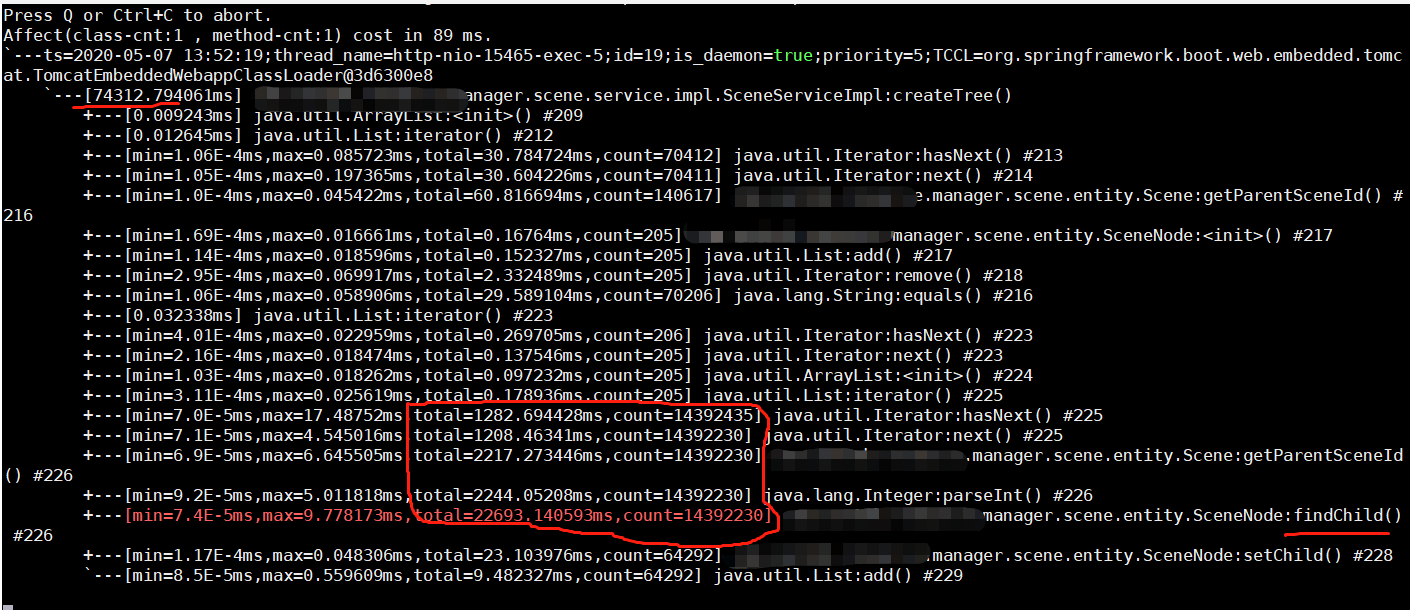 Press Q or Ctrl+C to abort.
Affect(class-cnt:1 , method-cnt:1) cost in 89 ms.
`---ts=2020-05-07 13:52:19;thread_name=http-nio-15465-exec-5;id=19;is_daemon=true;priority=5;TCCL=org.springframework.boot.web.embedded.tomc
at.TomcatEmbeddedWebappClassLoader@3d6300e8
`---[74312.794061ms] anager.scene.service.impl.SceneServiceImpl:createTree()
+---[0.009243ms] java.util.ArrayList:<init>() #209
+---[0.012645ms] java.util.List:iterator() #212
+---[min=1.06E-4ms,max=0.085723ms,total=30.784724ms,count=70412] java.util.Iterator:hasNext() #213
+---[min=1.05E-4ms,max=0.197365ms,total=30.604226ms,count=70411] java.util.Iterator:next() #214
+---[min=1.0E-4ms,max=0.045422ms,total=60.816694ms,count=140617] e.manager.scene.entity.Scene:getParentSceneId() #
216
+---[min=1.69E-4ms,max=0.016661ms,total=0.16764ms,count=205] manager.scene.entity.SceneNode:<init>() #217
+---[min=1.14E-4ms,max=0.018596ms,total=0.152327ms,count=205] java.util.List:add() #217
+---[min=2.95E-4ms,max=0.069917ms,total=2.332489ms,count=205] java.util.Iterator:remove() #218
+---[min=1.06E-4ms,max=0.058906ms,total=29.589104ms,count=70206] java.lang.String:equals() #216
+---[0.032338ms] java.util.List:iterator() #223
+---[min=4.01E-4ms,max=0.022959ms,total=0.269705ms,count=206] java.util.Iterator:hasNext() #223
+---[min=2.16E-4ms,max=0.018474ms,total=0.137546ms,count=205] java.util.Iterator:next() #223
+---[min=1.03E-4ms,max=0.018262ms,total=0.097232ms,count=205] java.util.ArrayList:<init>() #224
+---[min=3.11E-4ms,max=0.025619ms,total=0.178936ms,count=205] java.util.List:iterator() #225
+---[min=7.0E-5ms,max=17.48752ms,total=1282.694428ms,count=14392435] java.util.Iterator:hasNext() #225
+---[min=7.1E-5ms,max=4.545016ms,total=1208.46341ms,count=14392230] java.util.Iterator:next() #225
+---[min=6.9E-5ms,max=6.645505ms,total=2217.273446ms,count=14392230] .manager.scene.entity.Scene:getParentSceneId
() #226
+---[min=9.2E-5ms,max=5.011818ms,total=2244.05208ms,count=14392230] java.lang.Integer:parseInt() #226
+---[min=7.4E-5ms,max=9.778173ms,total=22693.140593ms,count=14392230] manager.scene.entity.SceneNode:findChild()
#226
+---[min=1.17E-4ms,max=0.048306ms,total=23.103976ms,count=64292] .manager.scene.entity.SceneNode:setChild() #228
`---[min=8.5E-5ms,max=0.559609ms,total=9.482327ms,count=64292] java.util.List:add() #229